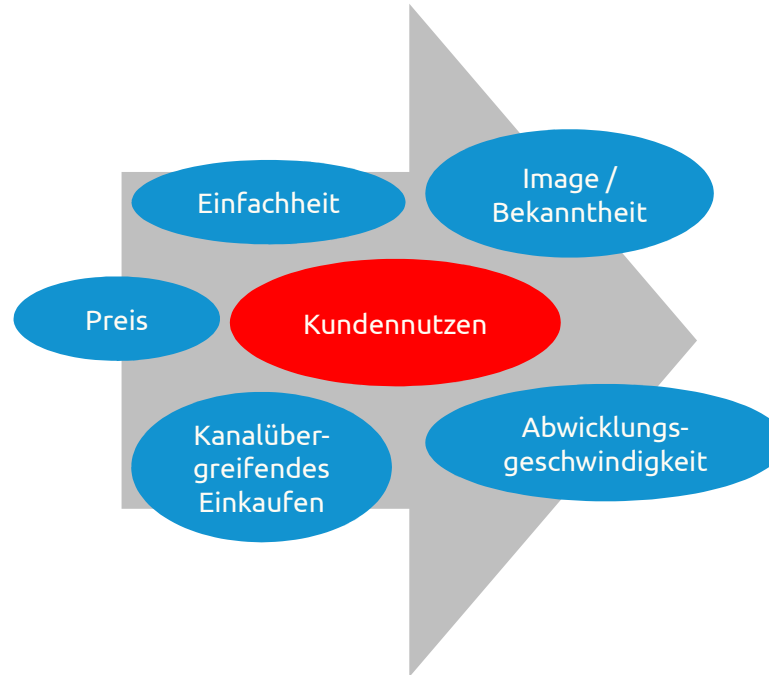 Einfachheit
Image /
Bekanntheit
Preis
Kundennutzen
Kanalüber-
greifendes
Einkaufen
Abwicklungs-
geschwindigkeit